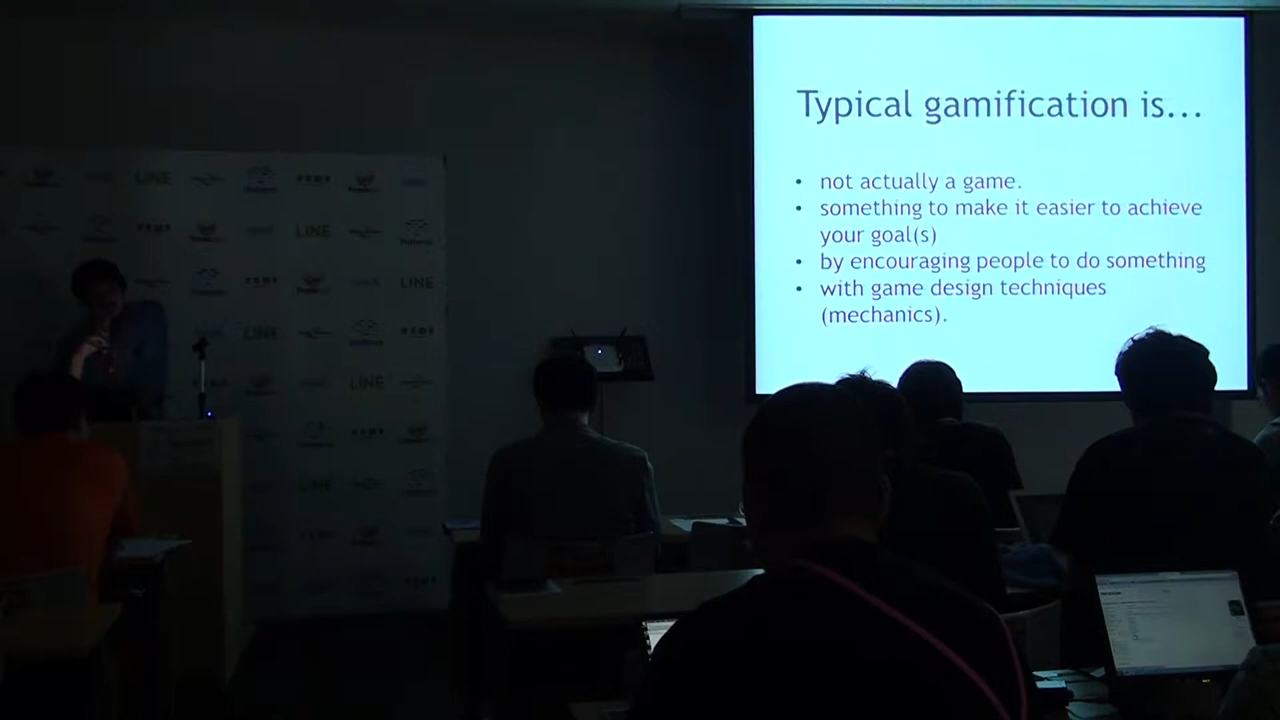 Typical gamification is...
• not actually a game.
• something to make it easier to achieve
your goal(s)
• by encouraging people to do something
• with game design techniques
(mechanics).
LINE
LINE
LINE
LINE
LINE
LINE